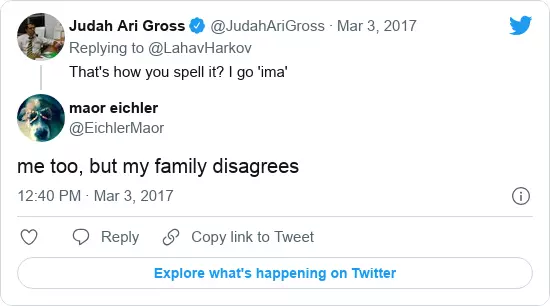 Judah Ari Gross @JudahAriGross · Mar 3, 2017
Replying to @LahavHarkov
That's how you spell it? I go 'ima'
maor eichler
@EichlerMaor
me too, but my family disagrees
12:40 PM · Mar 3, 2017
Reply Copy link to Tweet
Explore what's happening on Twitter